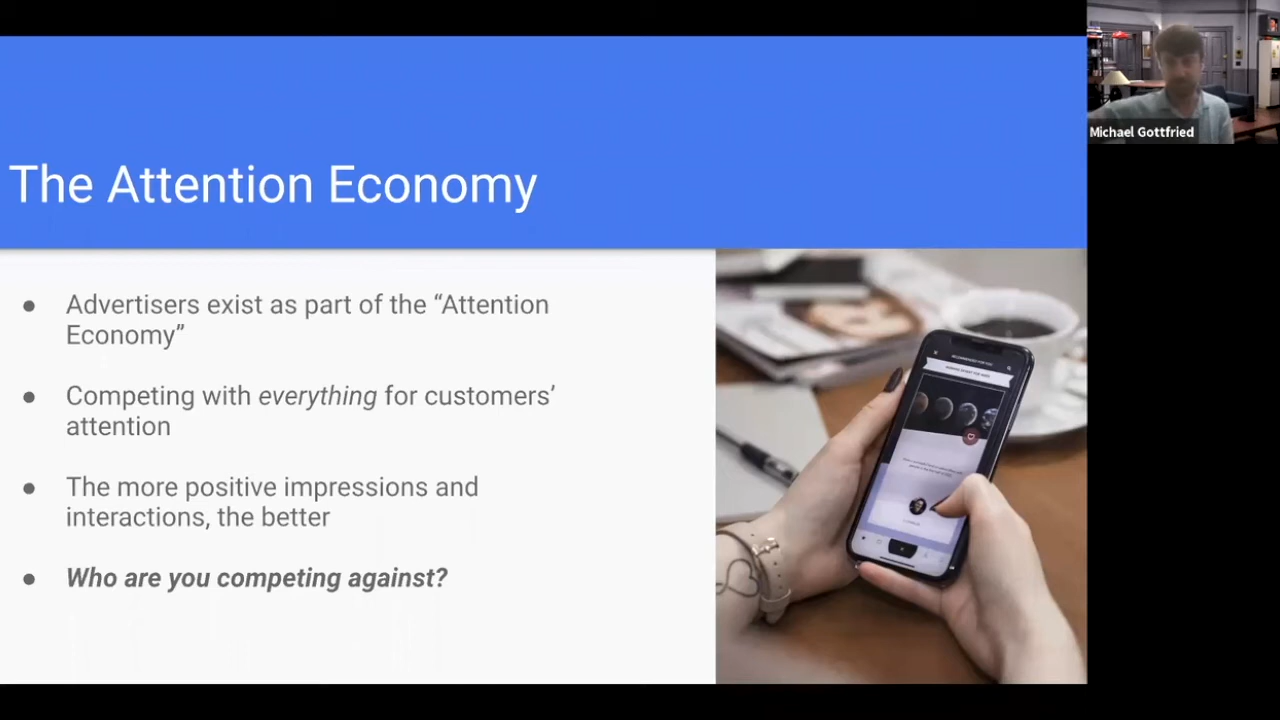 The Attention Economy
● Advertisers exist as part of the “Attention
Economy”
● Competing with everything for customers’
attention
● The more positive impressions and
interactions, the better
● Who are you competing against?
Michael Gottfried